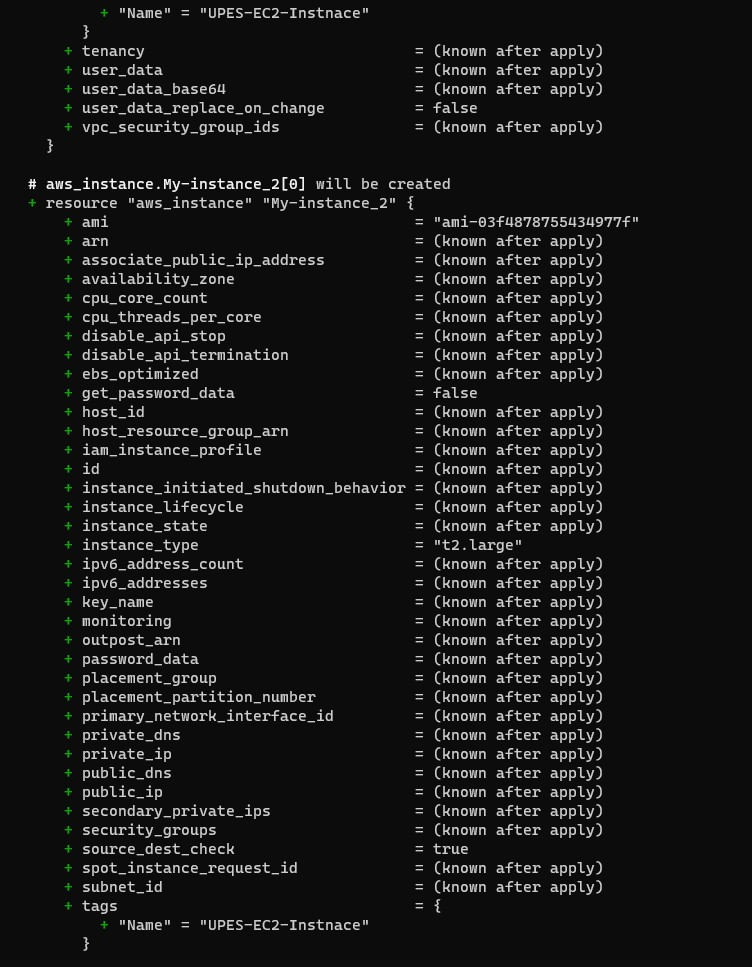 + "Name" = "UPES-EC2-Instnace"
}
+ tenancy = (known after apply)
+ user_data = (known after apply)
+ user_data_base64 = (known after apply)
+ user_data_replace_on_change = false
+ vpc_security_group_ids = (known after apply)
}
# aws_instance.My-instance_2[0] will be created
+ resource "aws_instance" "My-instance_2" {
+ ami = "ami-03f4878755434977f"
+ arn = (known after apply)
+ associate_public_ip_address = (known after apply)
+ availability_zone = (known after apply)
+ cpu_core_count = (known after apply)
+ cpu_threads_per_core = (known after apply)
+ disable_api_stop = (known after apply)
+ disable_api_termination = (known after apply)
+ ebs_optimized = (known after apply)
+ get_password_data = false
+ host_id = (known after apply)
+ host_resource_group_arn = (known after apply)
+ iam_instance_profile = (known after apply)
+ id = (known after apply)
+ instance_initiated_shutdown_behavior = (known after apply)
+ instance_lifecycle = (known after apply)
+ instance_state = (known after apply)
+ instance_type = "t2.large"
+ ipv6_address_count = (known after apply)
+ ipv6_addresses = (known after apply)
+ key_name = (known after apply)
+ monitoring = (known after apply)
+ outpost_arn = (known after apply)
+ password_data = (known after apply)
+ placement_group = (known after apply)
+ placement_partition_number = (known after apply)
+ primary_network_interface_id = (known after apply)
+ private_dns = (known after apply)
+ private_ip = (known after apply)
+ public_dns = (known after apply)
+ public_ip = (known after apply)
+ secondary_private_ips = (known after apply)
+ security_groups = (known after apply)
+ source_dest_check = true
+ spot_instance_request_id = (known after apply)
+ subnet_id = (known after apply)
+ tags = {
+ "Name" = "UPES-EC2-Instnace"
}